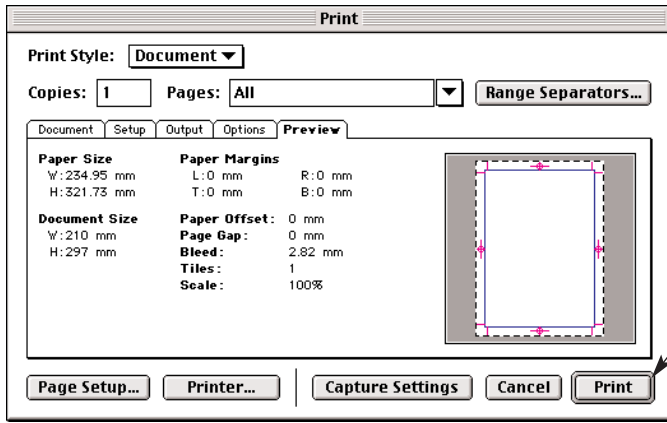 Print
Print Style: Document
Copies: 1 Pages: All Range Separators...
Document Setup Output Options Preview
Paper Size Paper Margins
W:234.95 mm L:0 mm R:0 mm
H:321.73 mm T:0 mm B:0 mm
Document Size Paper Offset: 0 mm
W:210 mm Page Gap: 0 mm
H:297 mm Bleed: 2.82 mm
Tiles: 1
Scale: 100%
Page Setup... Printer... Capture Settings Cancel Print